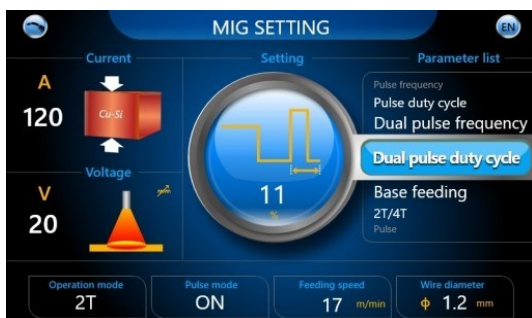 MIG SETTING
EN
Current
A
120
Cu-Si
Voltage
V
20
Setting
11
%
Parameter list
Pulse frequency
Pulse duty cycle
Dual pulse frequency
Dual pulse duty cycle
Base feeding
2T/4T
Pulse
Operation mode
2T
Pulse mode
ON
Feeding speed
17 m/min
Wire diameter
ϕ 1.2 mm